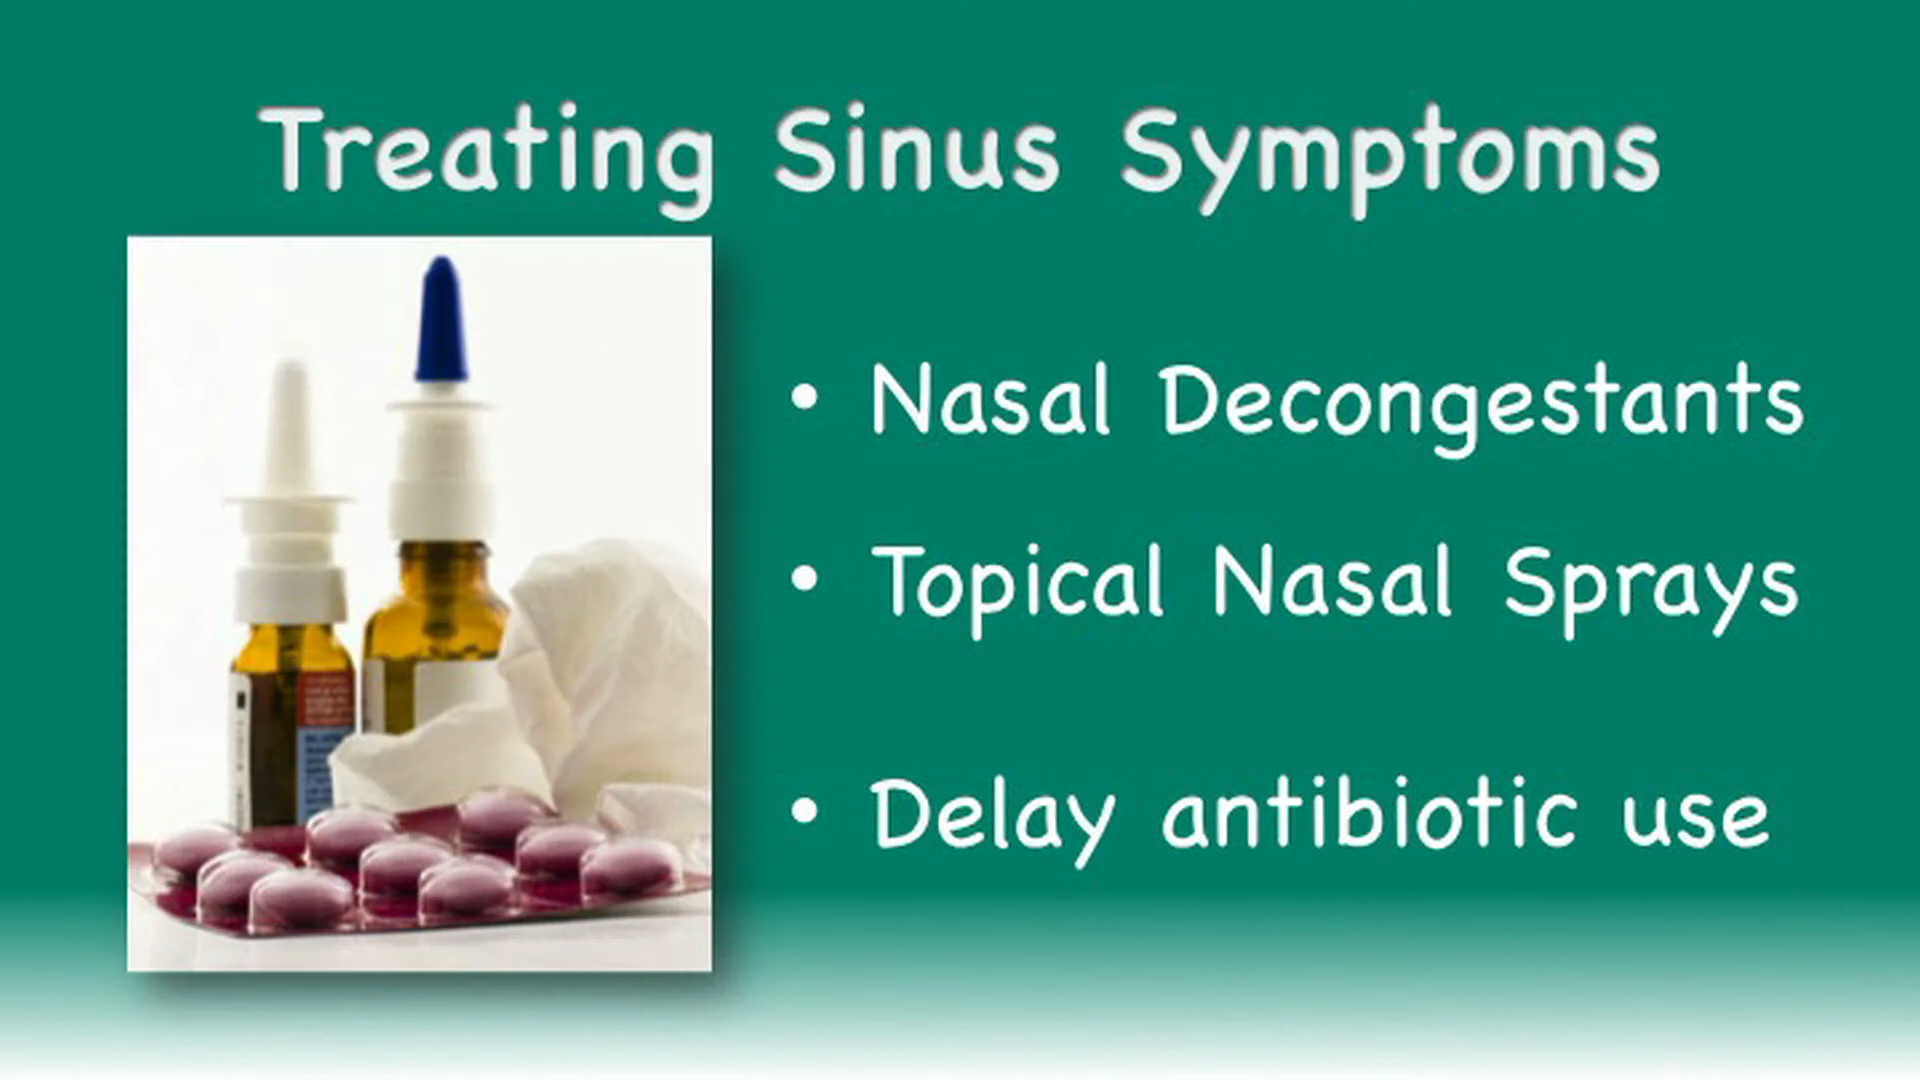 Treating Sinus Symptoms
• Nasal Decongestants
• Topical Nasal Sprays
• Delay antibiotic use